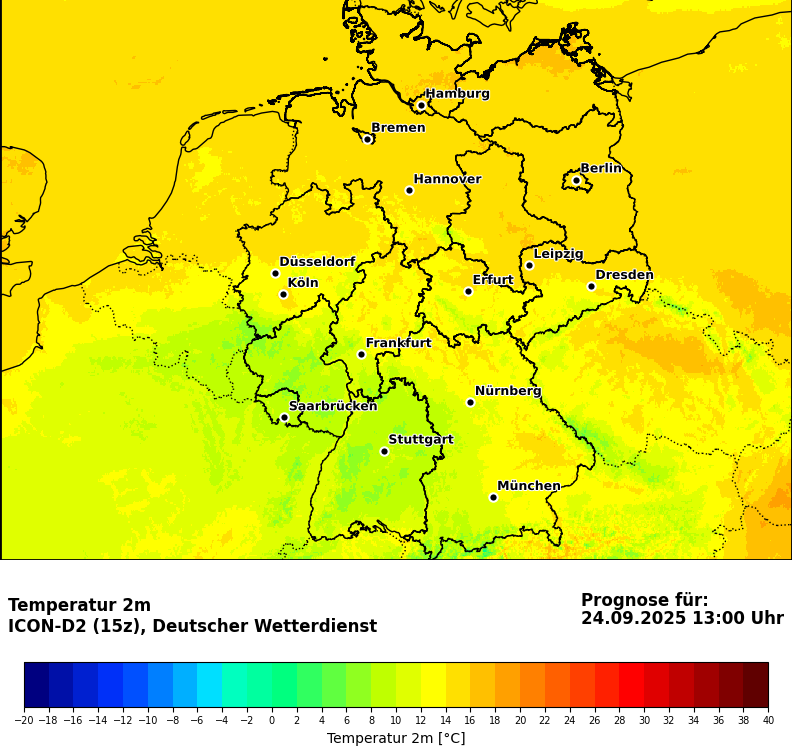 Hamburg
Bremen
Berlin
Hannover
Leipzig
Düsseldorf
Dresden
Köln
Erfurt
Frankfurt
Nürnberg
Saarbrücken
Stuttgart
München
Temperatur 2m
ICON-D2 (15z), Deutscher Wetterdienst
Prognose für:
24.09.2025 13:00 Uhr
−20 −18 −16 −14 −12 −10 −8 −6 −4 −2 0 2 4 6 8 10 12 14 16 18 20 22 24 26 28 30 32 34 36 38 40
Temperatur 2m [°C]